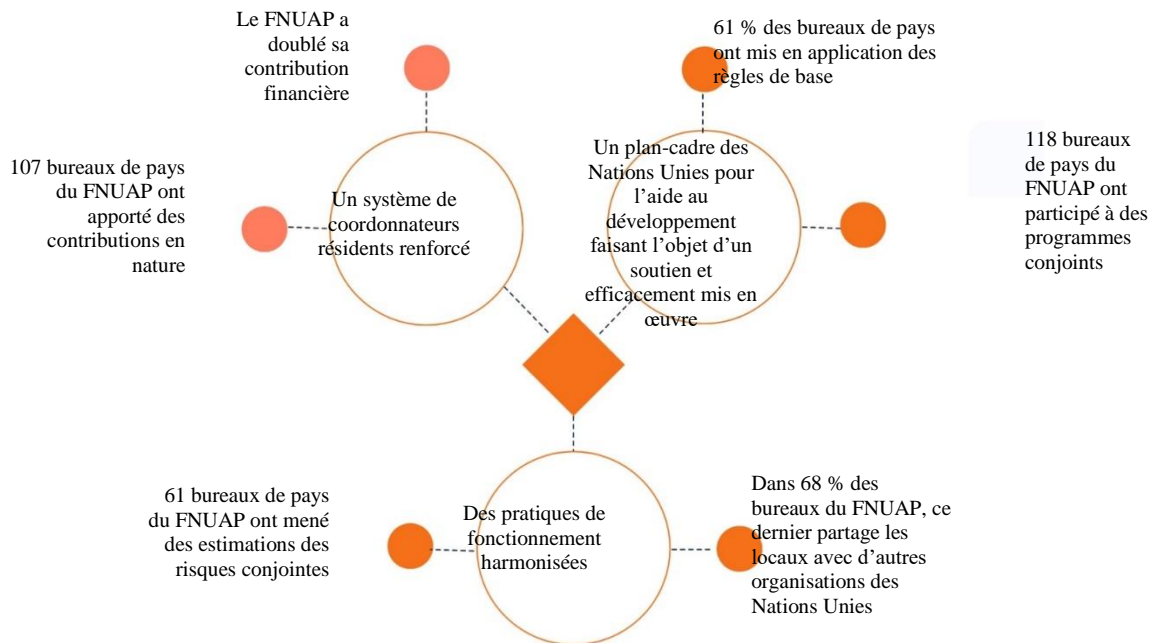 Le FNUAP a
doublé sa
contribution
financière
107 bureaux de pays
du FNUAP ont
apporté des
contributions en
nature
Un système de
coordonnateurs
résidents renforcé
61 % des bureaux de pays
ont mis en application des
règles de base
Un plan-cadre des
Nations Unies pour
l’aide au
développement
faisant l’objet d’un
soutien et
efficacement mis en
œuvre
118 bureaux
de pays du
FNUAP ont
participé à des
programmes
conjoints
61 bureaux de pays
du FNUAP ont mené
des estimations des
risques conjointes
Des pratiques de
fonctionnement
harmonisées
Dans 68 % des
bureaux du FNUAP, ce
dernier partage les
locaux avec d’autres
organisations des
Nations Unies